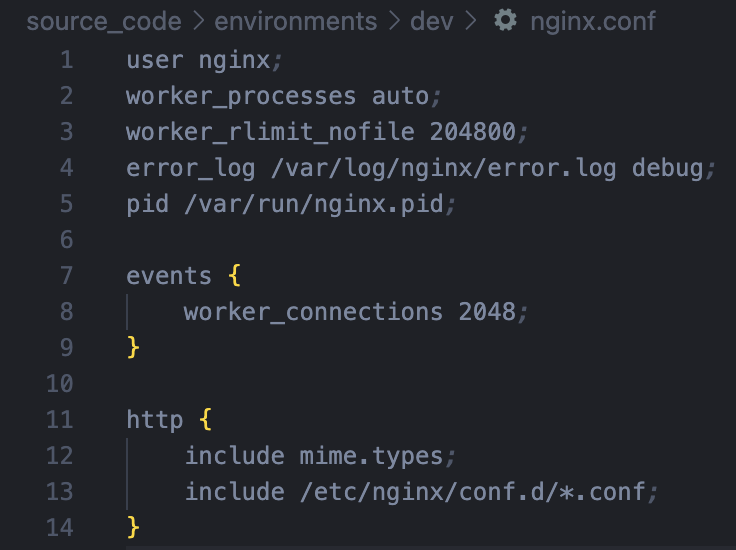 source_code > environments > dev > nginx.conf
1 user nginx;
2 worker_processes auto;
3 worker_rlimit_nofile 204800;
4 error_log /var/log/nginx/error.log debug;
5 pid /var/run/nginx.pid;
6
7 events {
8     worker_connections 2048;
9 }
10
11 http {
12     include mime.types;
13     include /etc/nginx/conf.d/*.conf;
14 }